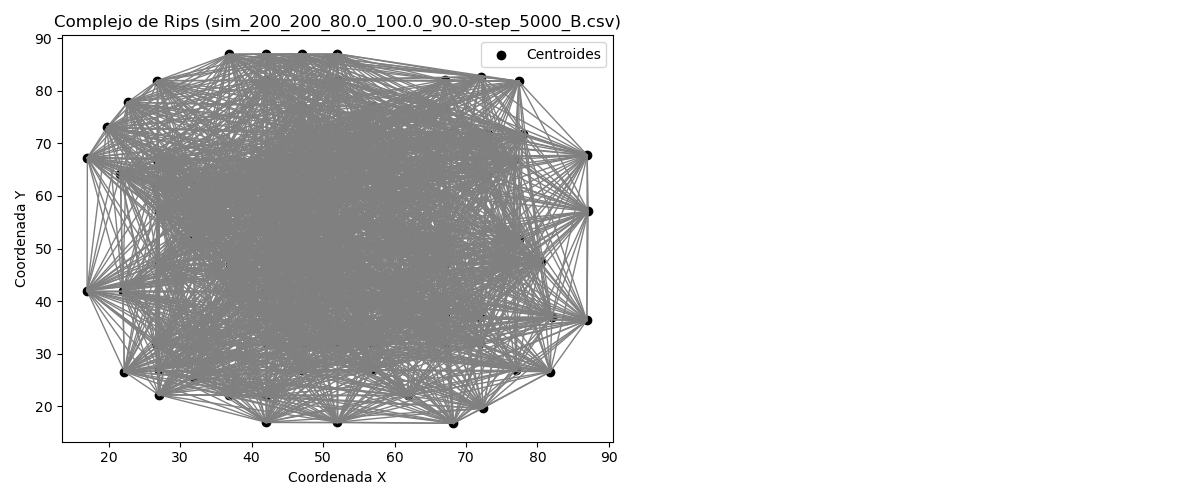 Complejo de Rips (sim_200_200_80.0_100.0_90.0-step_5000_B.csv)
Centroides
90
80
70
60
50
40
30
20
Coordenada Y
20 30 40 50 60 70 80 90
Coordenada X